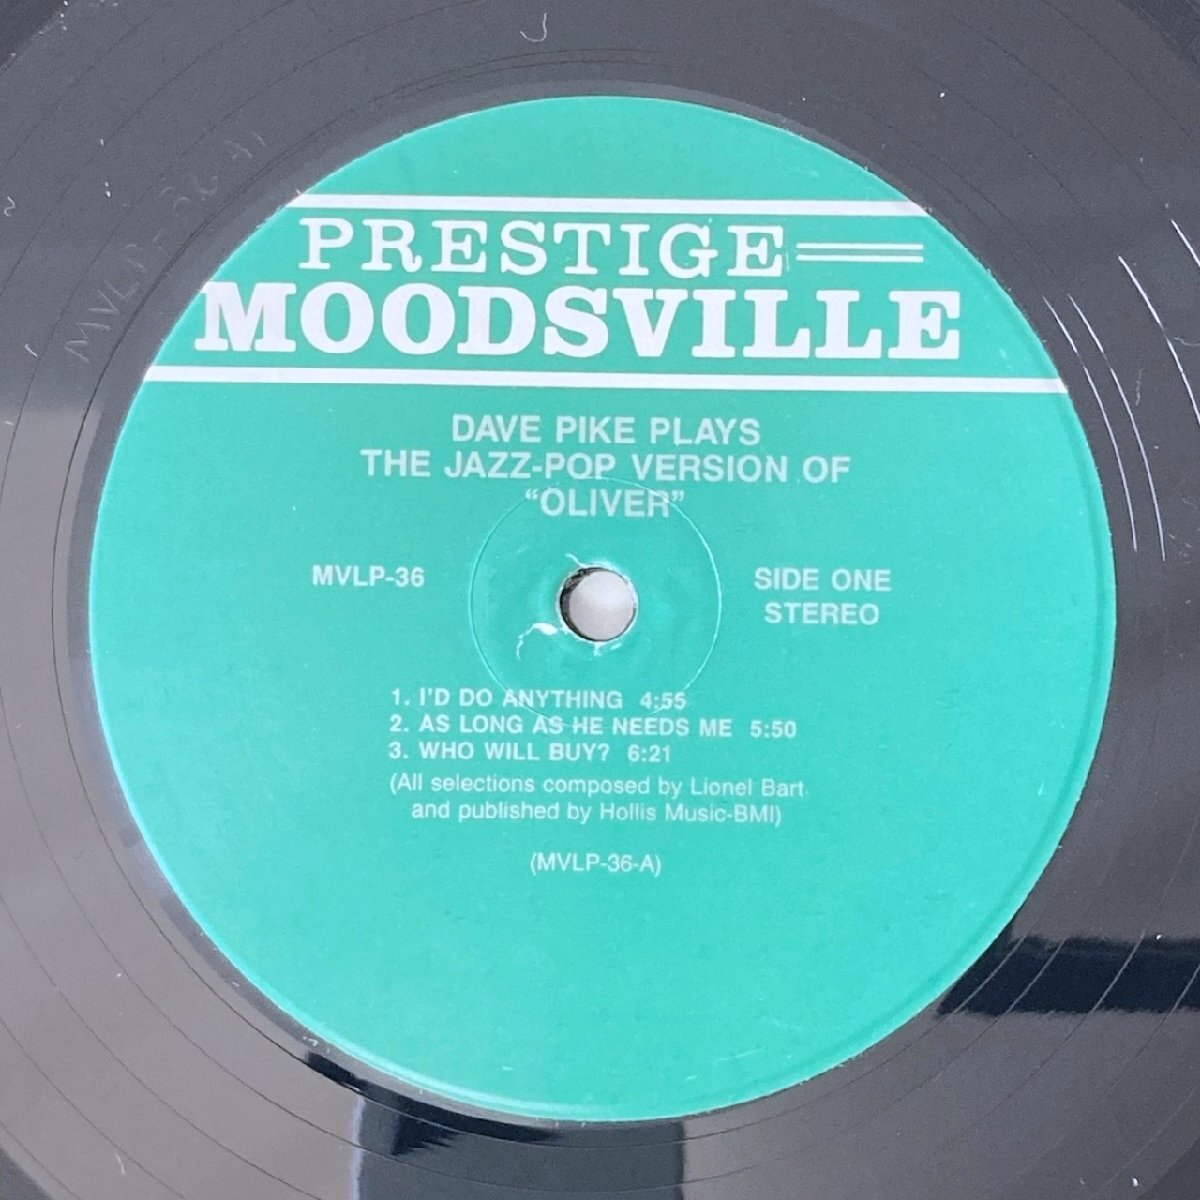 PRESTIGE
MOODSVILLE
DAVE PIKE PLAYS
THE JAZZ-POP VERSION OF
“OLIVER”
MVLP-36
SIDE ONE
STEREO
1. I'D DO ANYTHING 4:55
2. AS LONG AS HE NEEDS ME 5:50
3. WHO WILL BUY? 6:21
(All selections composed by Lionel Bart
and published by Hollis Music-BMI)
(MVLP-36-A)